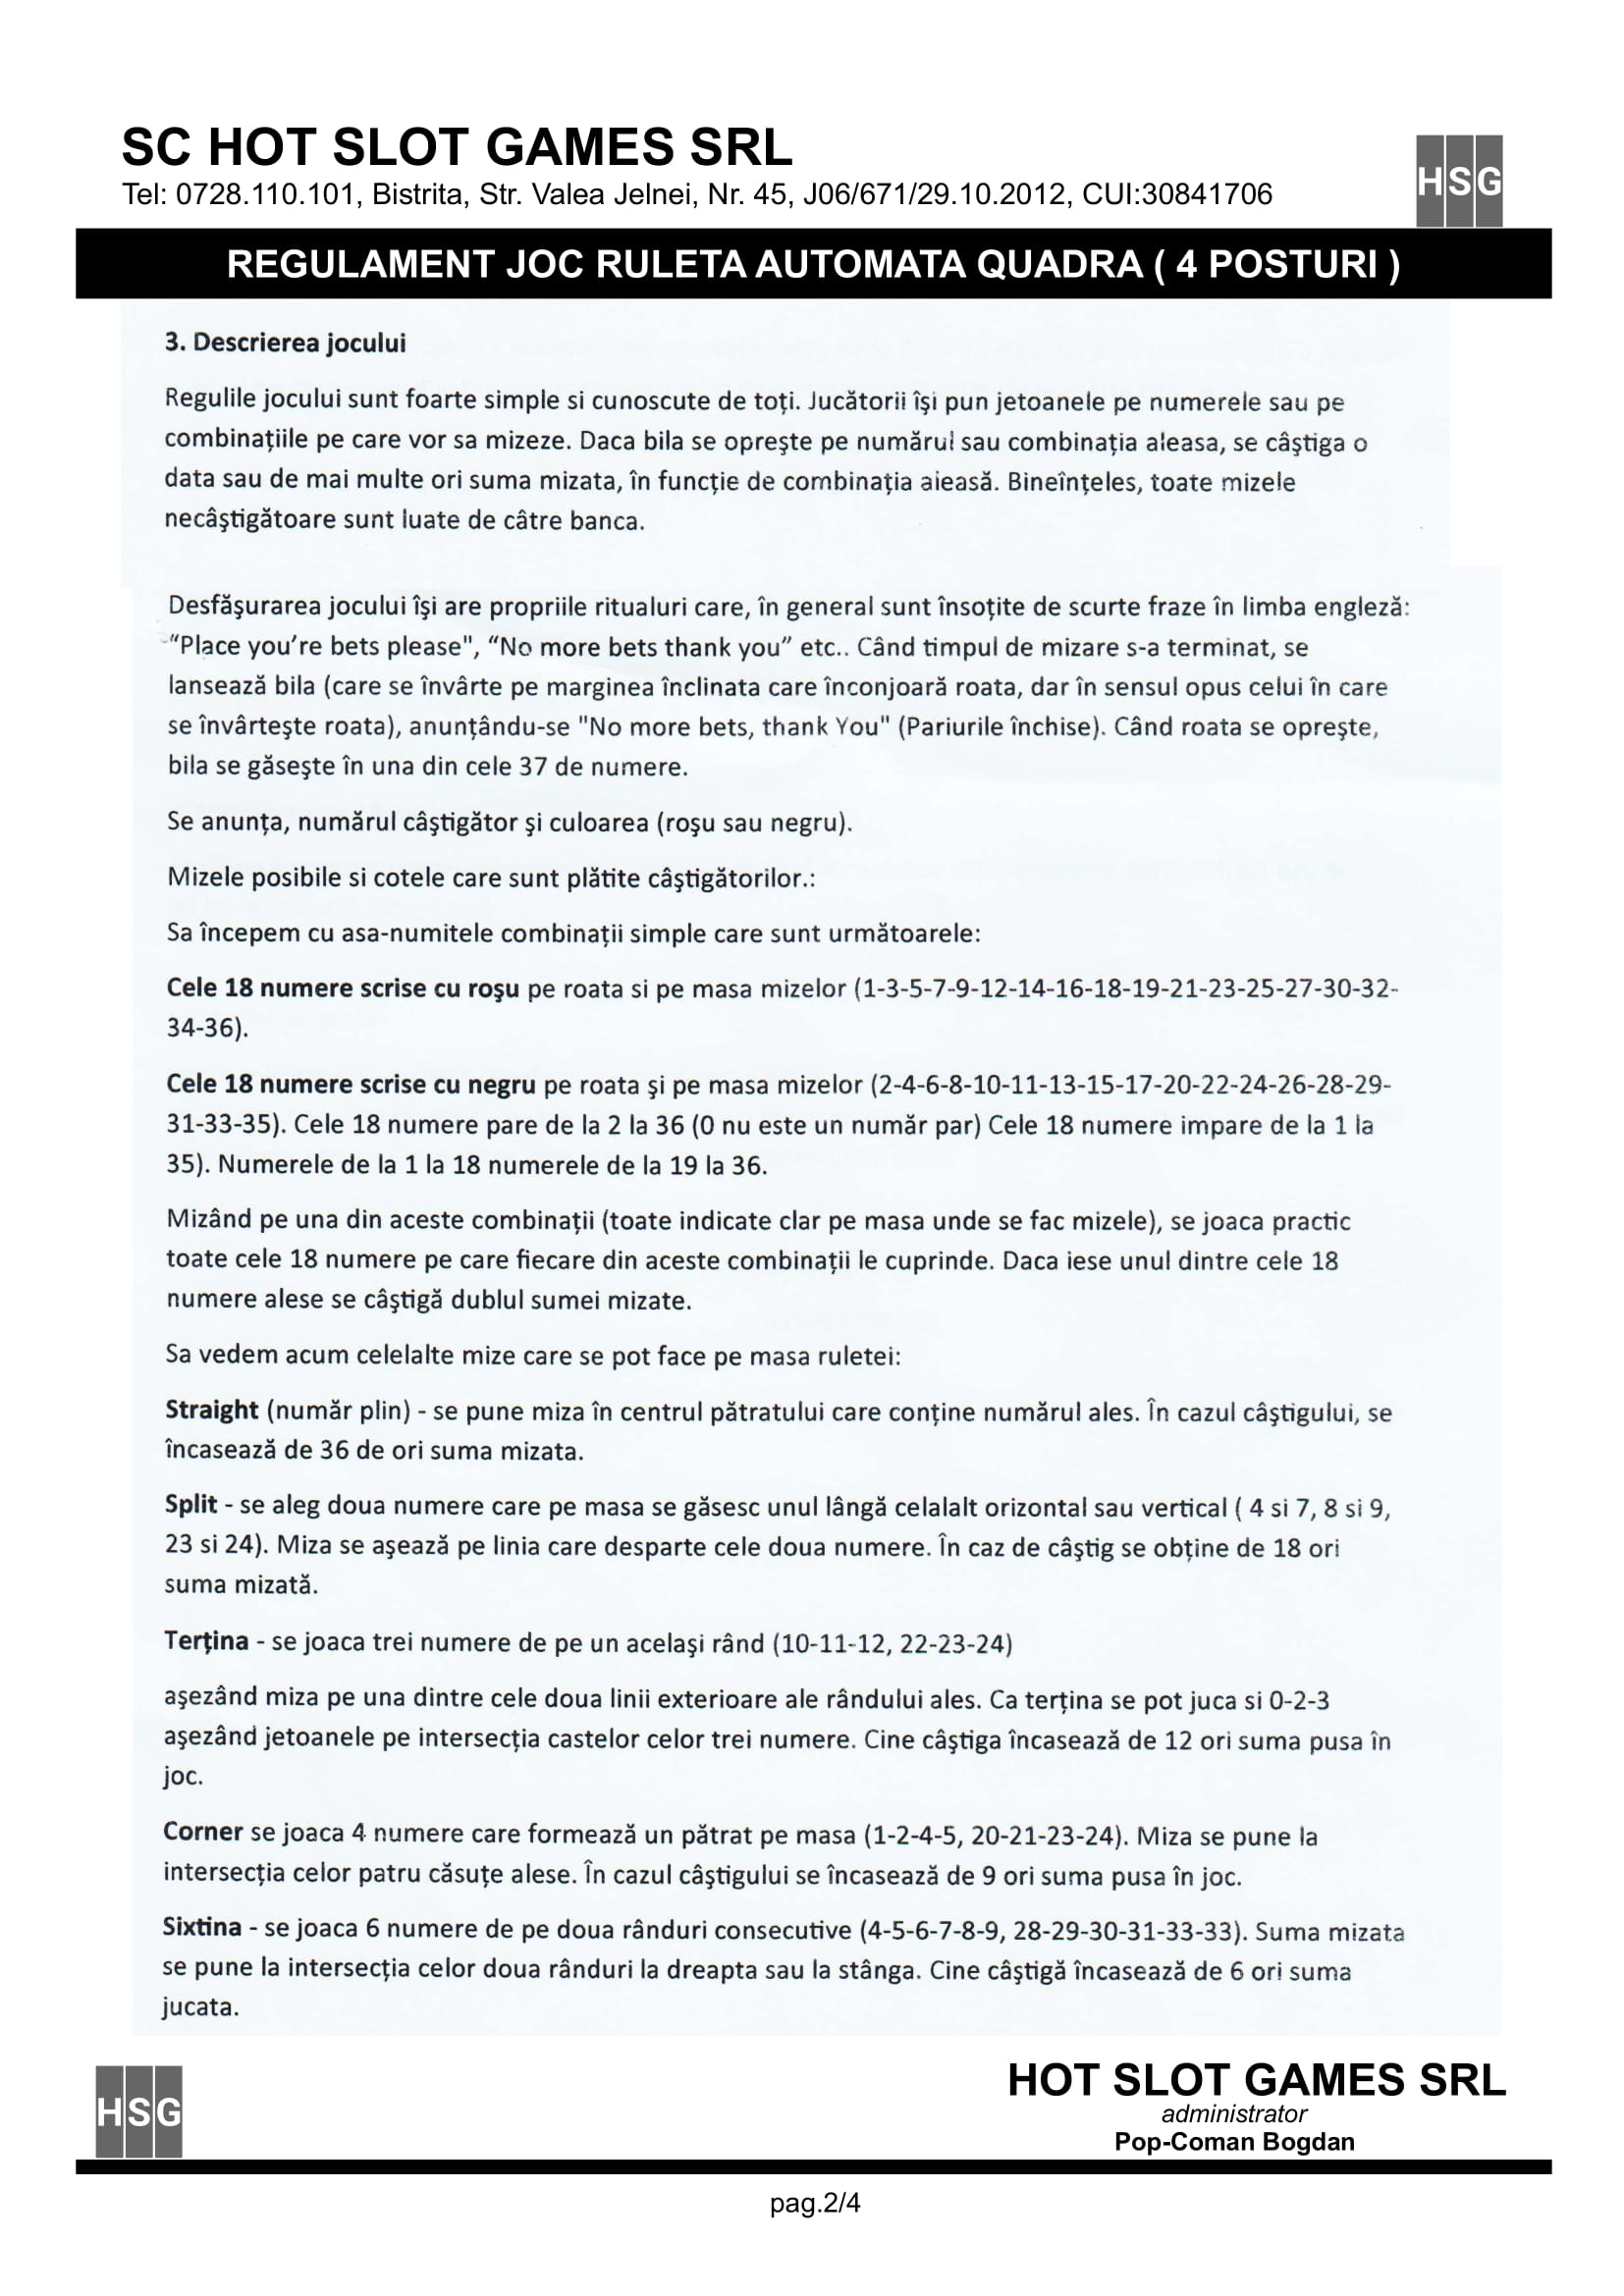 SC HOT SLOT GAMES SRL
Tel: 0728.110.101, Bistrita, Str. Valea Jelnei, Nr. 45, J06/671/29.10.2012, CUI:30841706
HSG
REGULAMENT JOC RULETA AUTOMATA QUADRA ( 4 POSTURI )
3. Descrierea jocului
Regulile jocului sunt foarte simple si cunoscute de toți. Jucătorii îşi pun jetoanele pe numerele sau pe
combinațiile pe care vor sa mizeze. Daca bila se opreşte pe numărul sau combinația aleasa, se câştiga o
data sau de mai multe ori suma mizata, în funcție de combinația aieasă. Bineînțeles, toate mizele
necâştigătoare sunt luate de câtre banca.
Desfăşurarea jocului îşi are propriile ritualuri care, în general sunt însoțite de scurte fraze în limba engleză:
“Place you’re bets please", “No more bets thank you” etc.. Când timpul de mizare s-a terminat, se
lansează bila (care se învârte pe marginea înclinata care înconjoară roata, dar în sensul opus celui în care
se învârteşte roata), anunțându-se "No more bets, thank You" (Pariurile închise). Când roata se opreşte,
bila se găseşte în una din cele 37 de numere.
Se anunța, numărul câştigător şi culoarea (roşu sau negru).
Mizele posibile si cotele care sunt plătite câştigătorilor.:
Sa începem cu asa-numitele combinații simple care sunt următoarele:
Cele 18 numere scrise cu roşu pe roata si pe masa mizelor (1-3-5-7-9-12-14-16-18-19-21-23-25-27-30-32-
34-36).
Cele 18 numere scrise cu negru pe roata şi pe masa mizelor (2-4-6-8-10-11-13-15-17-20-22-24-26-28-29-
31-33-35). Cele 18 numere pare de la 2 la 36 (0 nu este un număr par) Cele 18 numere impare de la 1 la
35). Numerele de la 1 la 18 numerele de la 19 la 36.
Mizând pe una din aceste combinații (toate indicate clar pe masa unde se fac mizele), se joaca practic
toate cele 18 numere pe care fiecare din aceste combinații le cuprinde. Daca iese unul dintre cele 18
numere alese se câştigă dublul sumei mizate.
Sa vedem acum celelalte mize care se pot face pe masa ruletei:
Straight (număr plin) - se pune miza în centrul pătratului care conține numărul ales. În cazul câştigului, se
încasează de 36 de ori suma mizata.
Split - se aleg doua numere care pe masa se găsesc unul lângă celalalt orizontal sau vertical ( 4 si 7, 8 si 9,
23 si 24). Miza se aşează pe linia care desparte cele doua numere. În caz de câştig se obține de 18 ori
suma mizată.
Terțina - se joaca trei numere de pe un acelaşi rând (10-11-12, 22-23-24)
aşezând miza pe una dintre cele doua linii exterioare ale rândului ales. Ca terțina se pot juca si 0-2-3
aşezând jetoanele pe intersecția castelor celor trei numere. Cine câştiga încasează de 12 ori suma pusa în
joc.
Corner se joaca 4 numere care formează un pătrat pe masa (1-2-4-5, 20-21-23-24). Miza se pune la
intersecția celor patru căsuțe alese. În cazul câştigului se încasează de 9 ori suma pusa în joc.
Sixtina - se joaca 6 numere de pe doua rânduri consecutive (4-5-6-7-8-9, 28-29-30-31-33-33). Suma mizata
se pune la intersecția celor doua rânduri la dreapta sau la stânga. Cine câştigă încasează de 6 ori suma
jucata.
HSG
HOT SLOT GAMES SRL
administrator
Pop-Coman Bogdan
pag.2/4